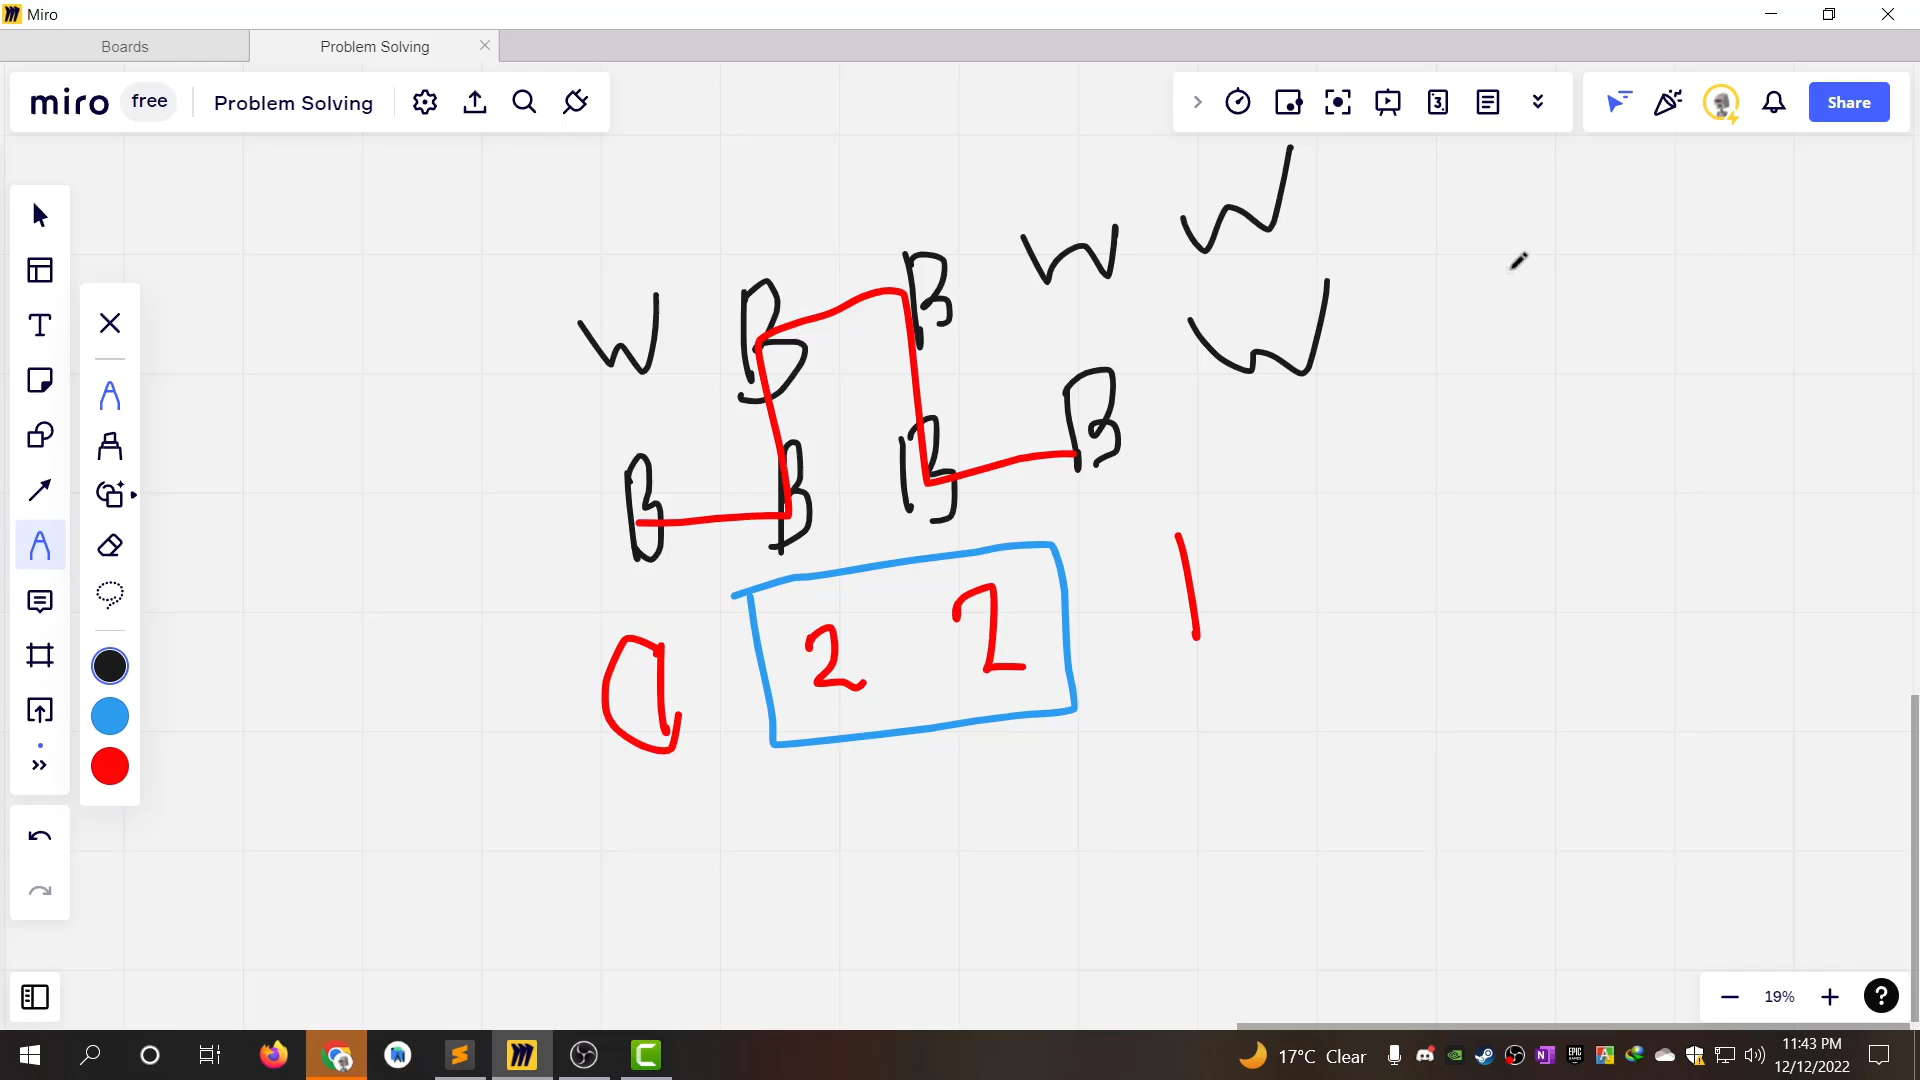 Miro
Boards
Problem Solving
miro
free
Problem Solving
Share
W B B W W
B B B B W
2 2 1
19%
17°C Clear
11:43 PM
12/12/2022